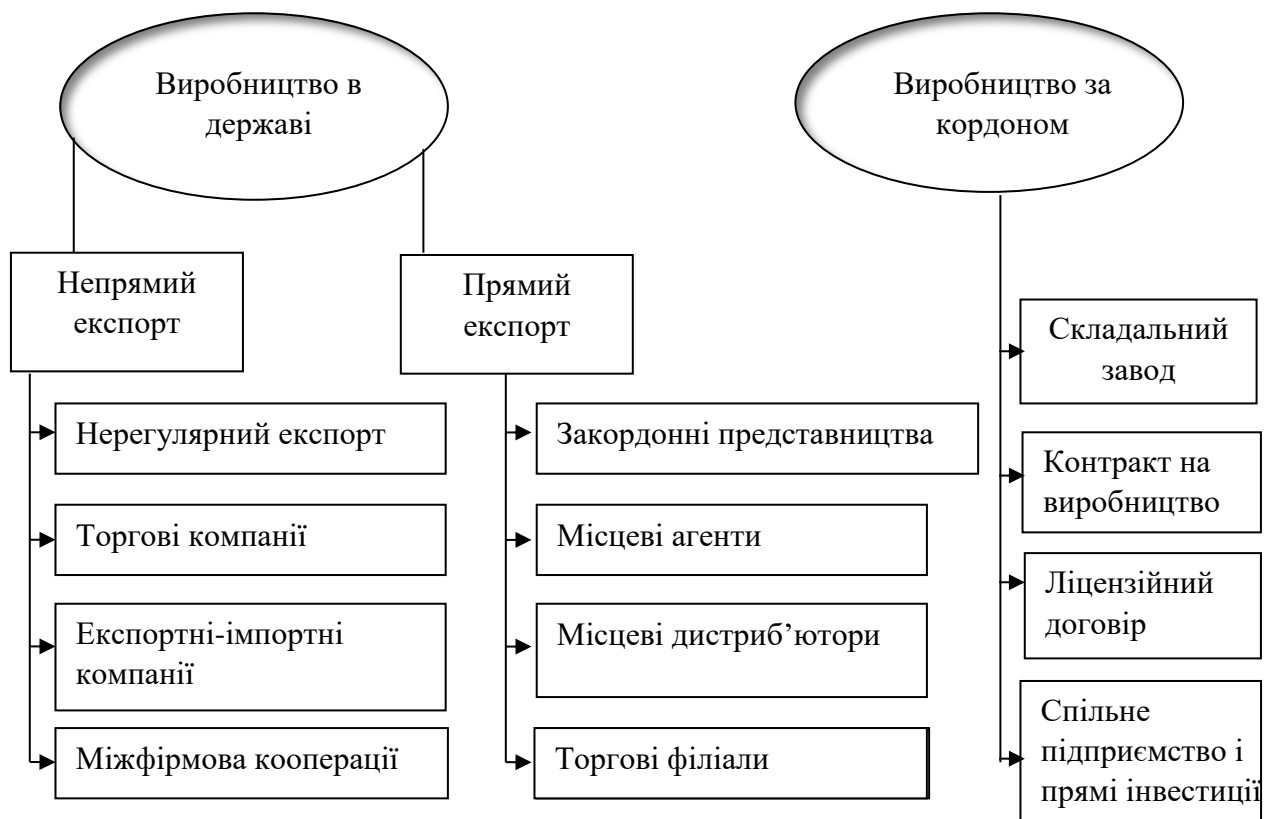 Виробництво в
державі
Виробництво за
кордоном
Непрямий
експорт
Прямий
експорт
Нерегулярний експорт
Торгові компанії
Експортні-імпортні
компанії
Міжфірмова кооперації
Закордонні представництва
Місцеві агенти
Місцеві дистриб’ютори
Торгові філіали
Складальний
завод
Контракт на
виробництво
Ліцензійний
договір
Спільне
підприємство і
прямі інвестиції